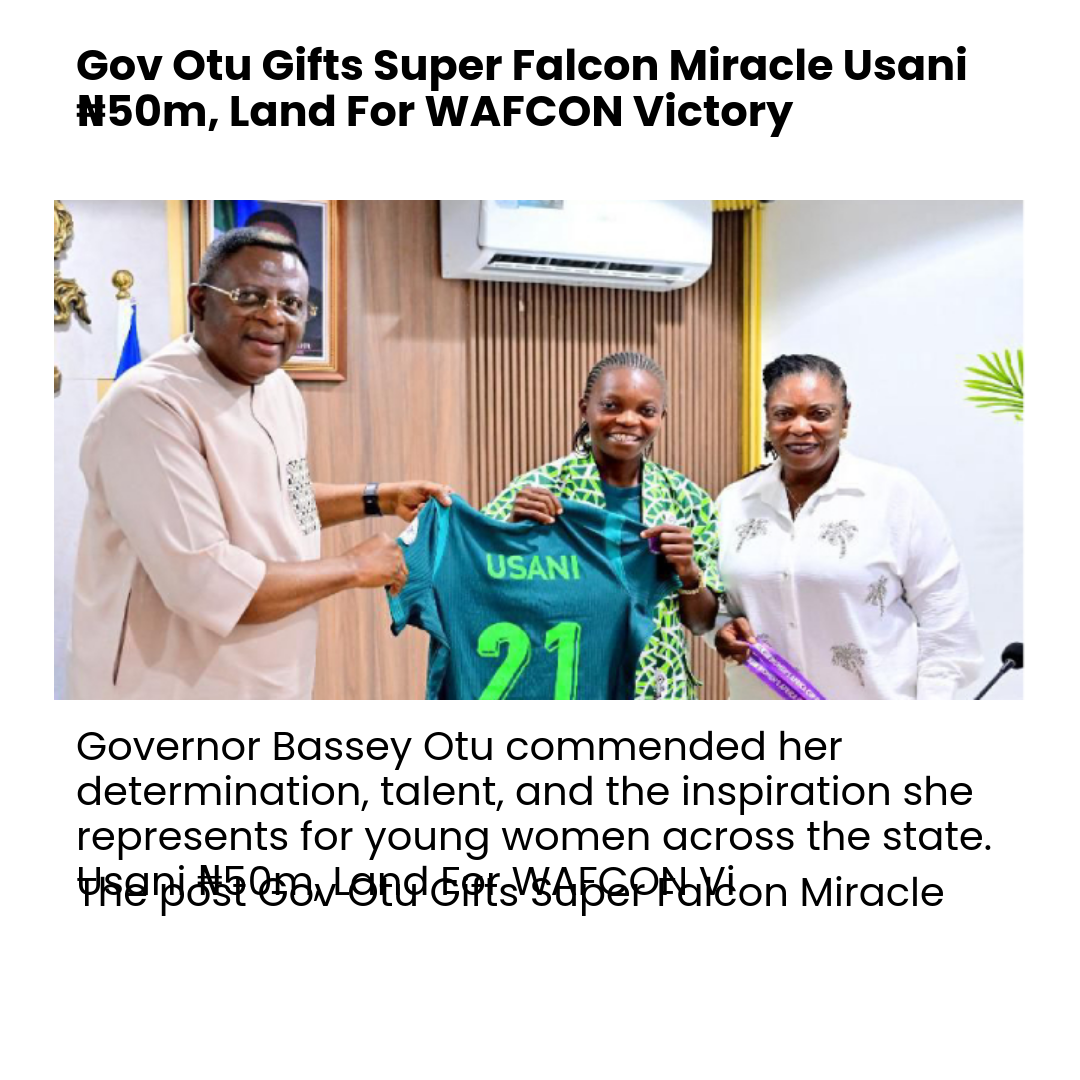 Gov Otu Gifts Super Falcon Miracle Usani
₦50m, Land For WAFCON Victory
USANI
21
Governor Bassey Otu commended her
determination, talent, and the inspiration she
represents for young women across the state.
Usani ₦50m, Land For WAFCON Vi
The post Gov Otu Gifts Super Falcon Miracle